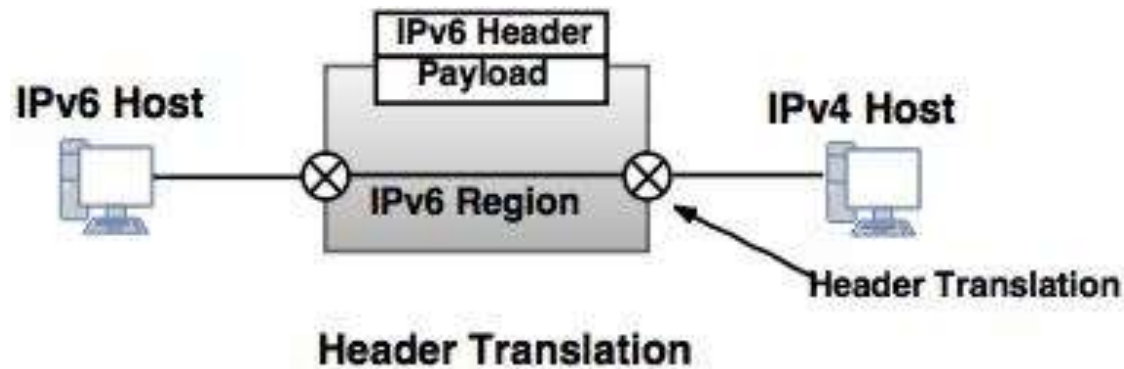 IPv6 Header
Payload
IPv6 Host
IPv4 Host
IPv6 Region
Header Translation
Header Translation